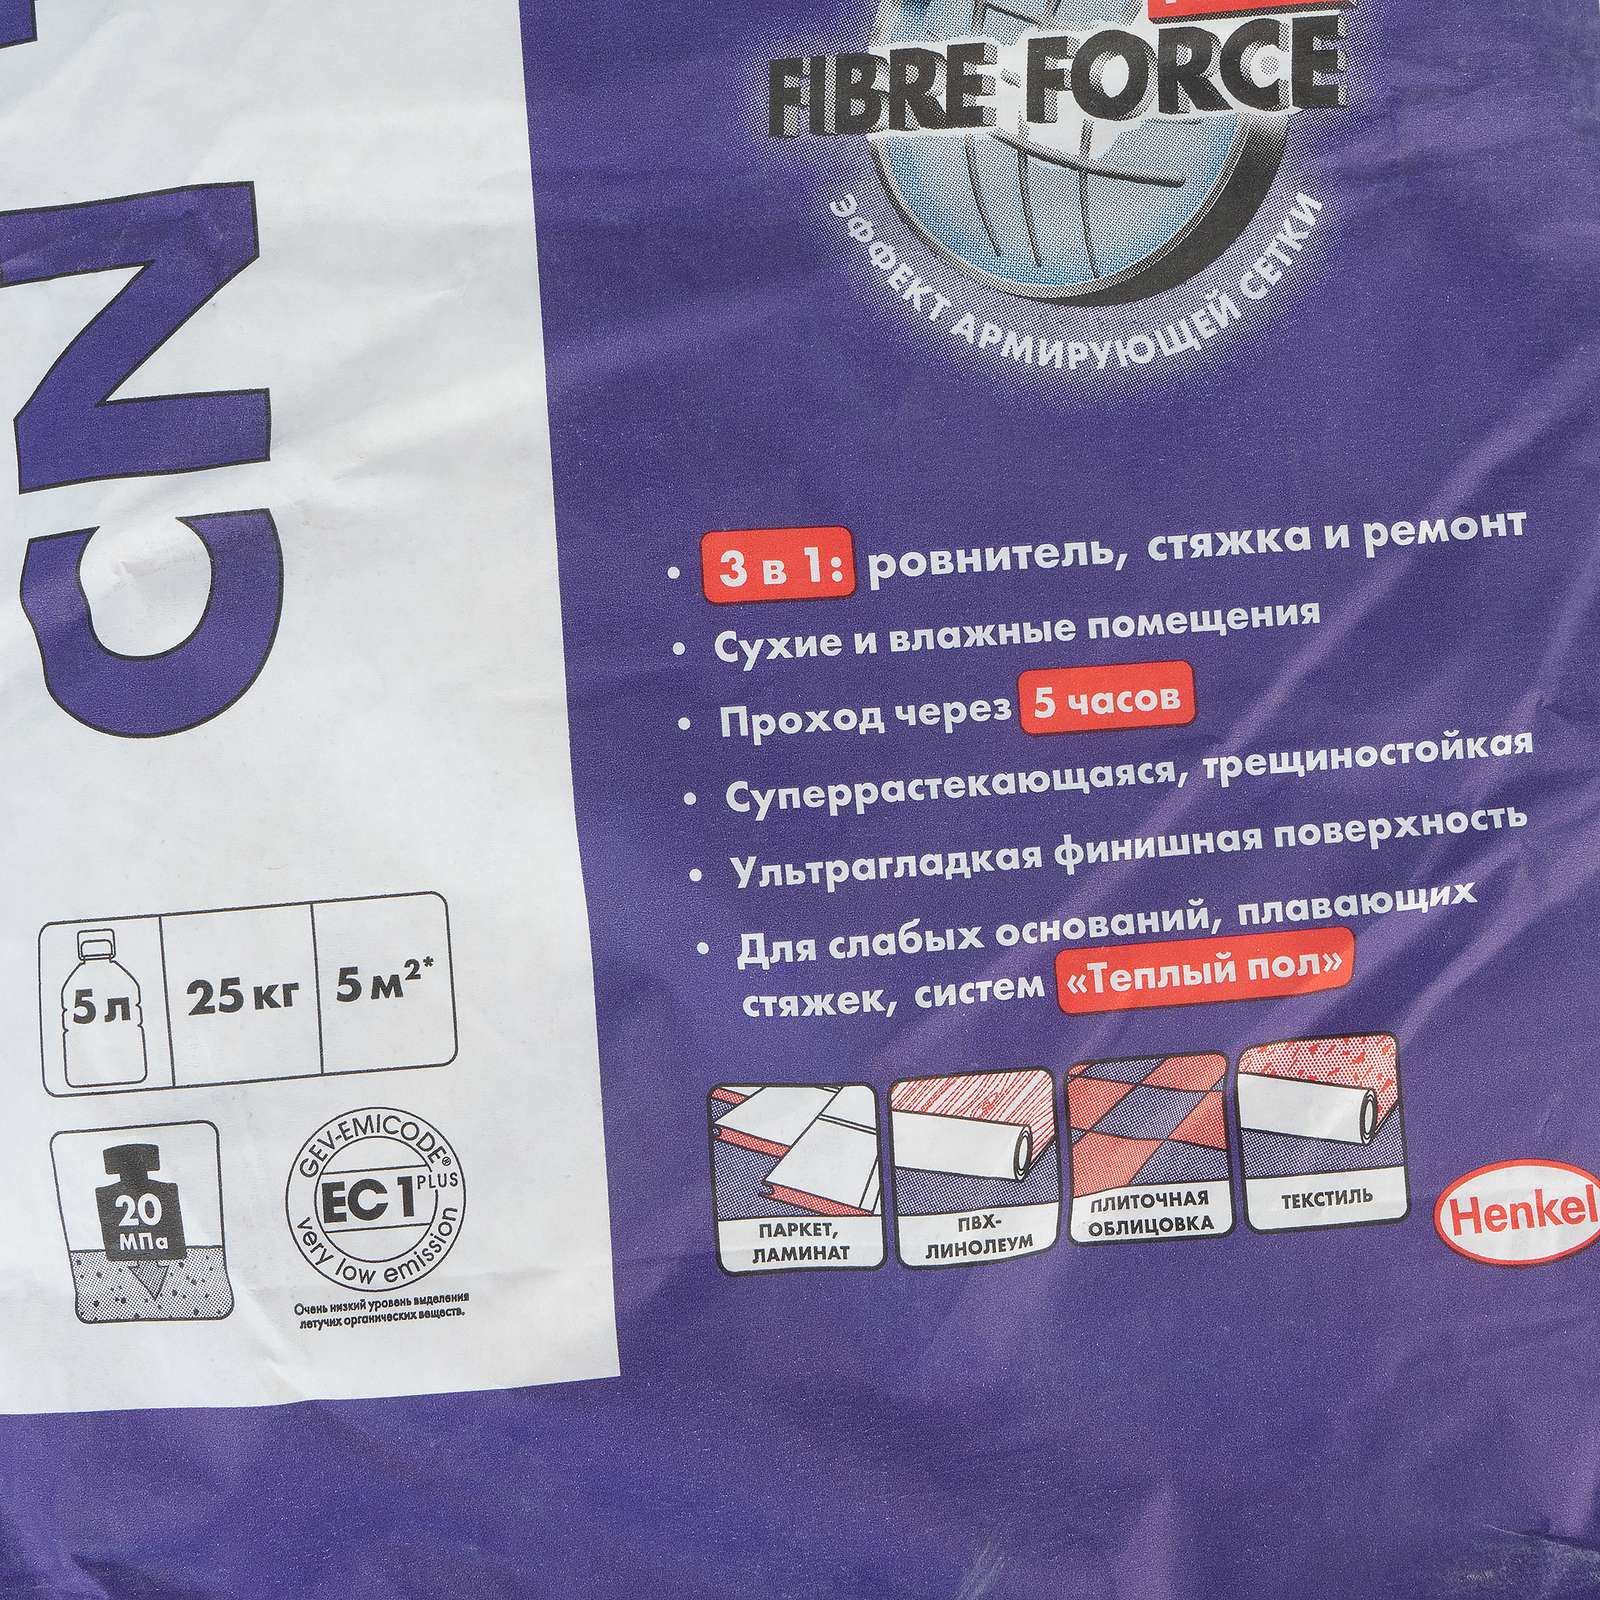 CN
FIBRE FORCE
ЭФФЕКТ АРМИРУЮЩЕЙ СЕТКИ
• 3 в 1: ровнитель, стяжка и ремонт
• Сухие и влажные помещения
• Проход через 5 часов
• Суперрастекающаяся, трещиностойкая
• Ультрагладкая финишная поверхность
• Для слабых оснований, плавающих
стяжек, систем «Теплый пол»
5 л 25 кг 5 м²*
20
МПа
GEV-EMICODE®
EC1 PLUS
very low emission
Очень низкий уровень выделения
летучих органических веществ.
ПАРКЕТ,
ЛАМИНАТ
ПВХ-
ЛИНОЛЕУМ
ПЛИТОЧНАЯ
ОБЛИЦОВКА
ТЕКСТИЛЬ
Henkel